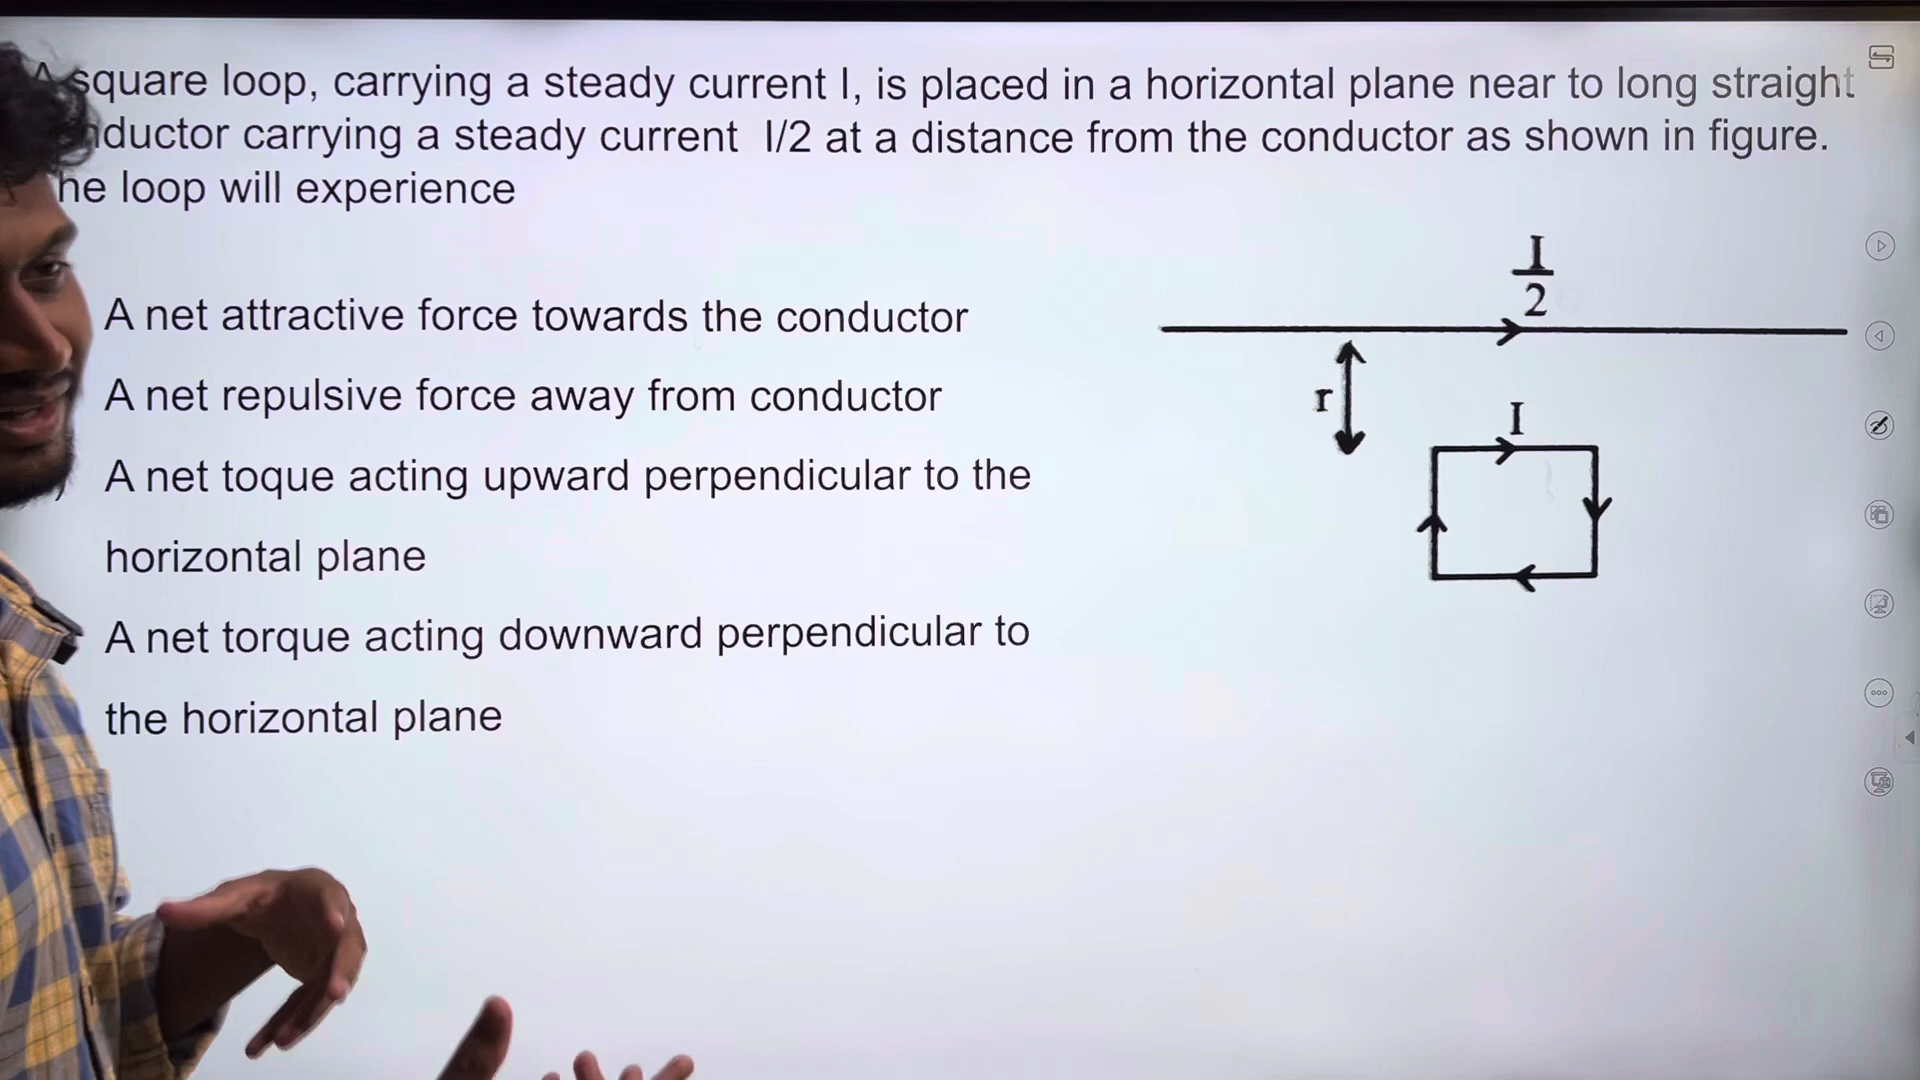 square loop, carrying a steady current I, is placed in a horizontal plane near to long straight
carrying a steady current I/2 at a distance from the conductor as shown in figure.
loop will experience
A net attractive force towards the conductor
A net repulsive force away from conductor
A net toque acting upward perpendicular to the
horizontal plane
A net torque acting downward perpendicular to
the horizontal plane
I
2
r
I